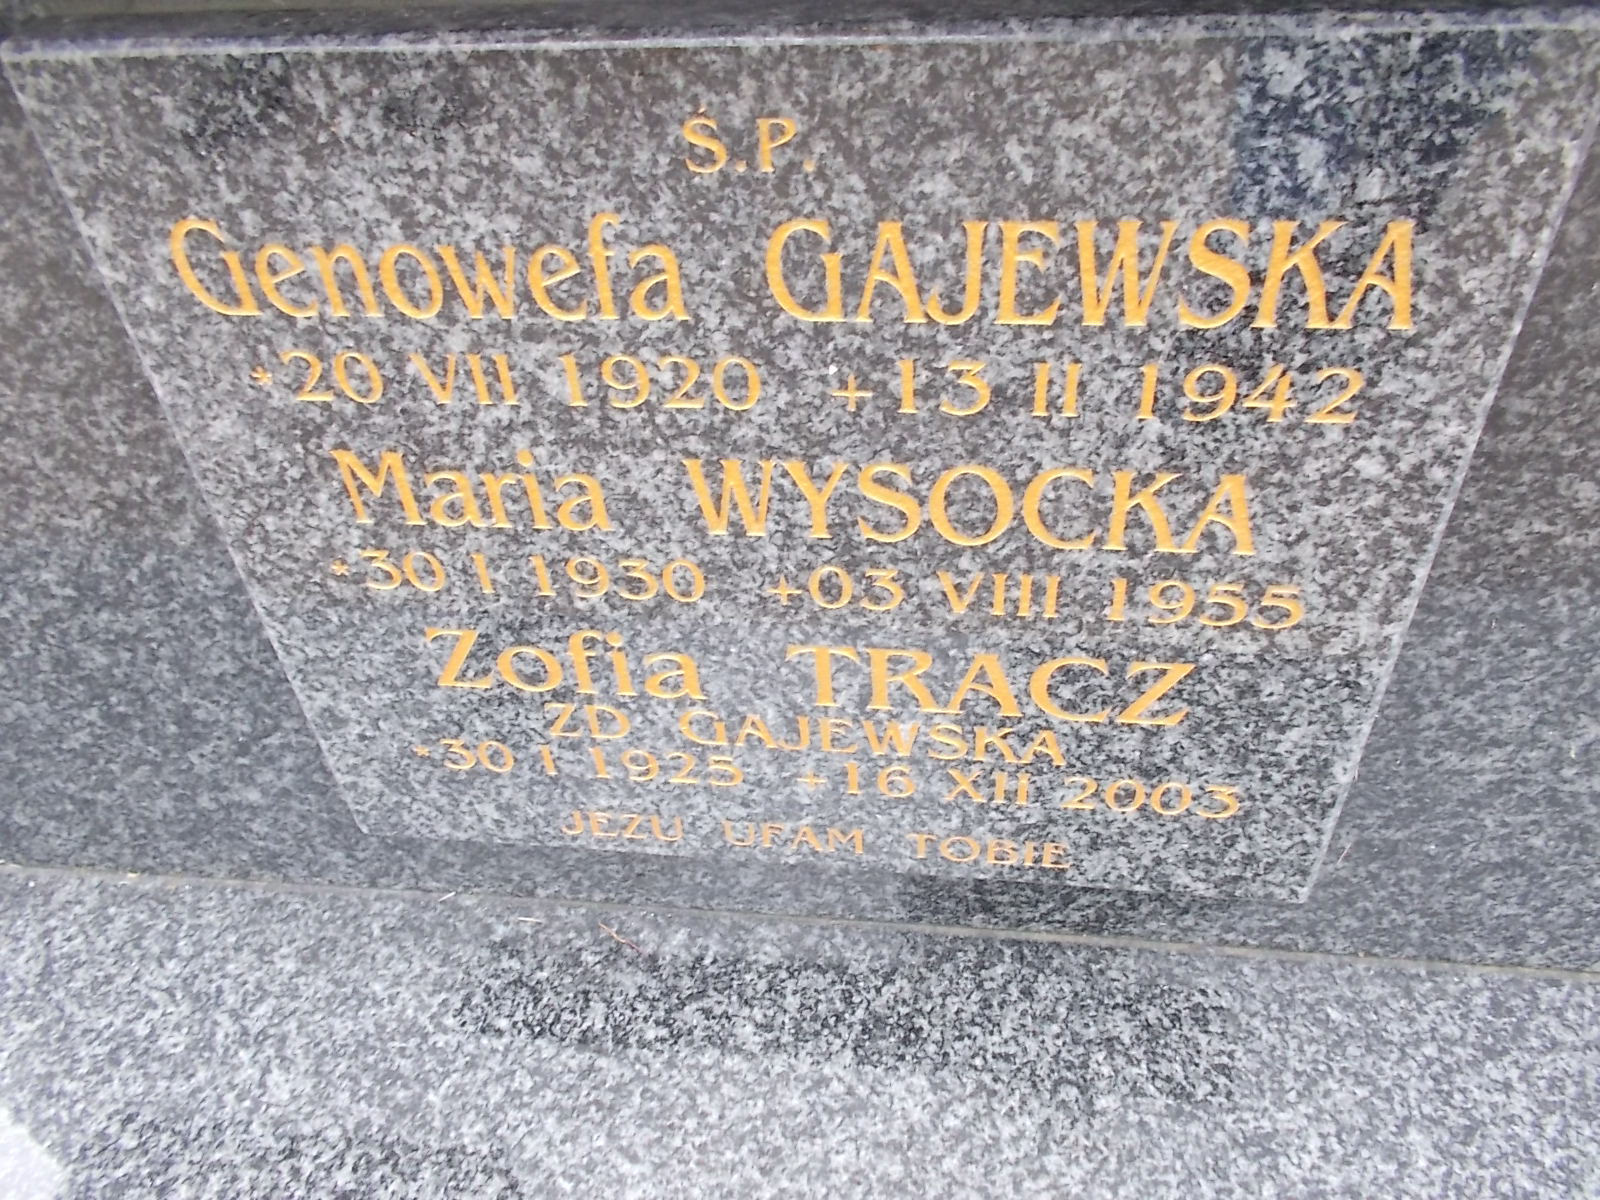 Ś.P.
Genowefa GAJEWSKA
*20 VII 1920 +13 II 1942
Maria WYSOCKA
*30 I 1930 +03 VIII 1955
Zofia TRACZ
ZD GAJEWSKA
*30 I 1925 +16 XII 2003
JEZU UFAM TOBIE